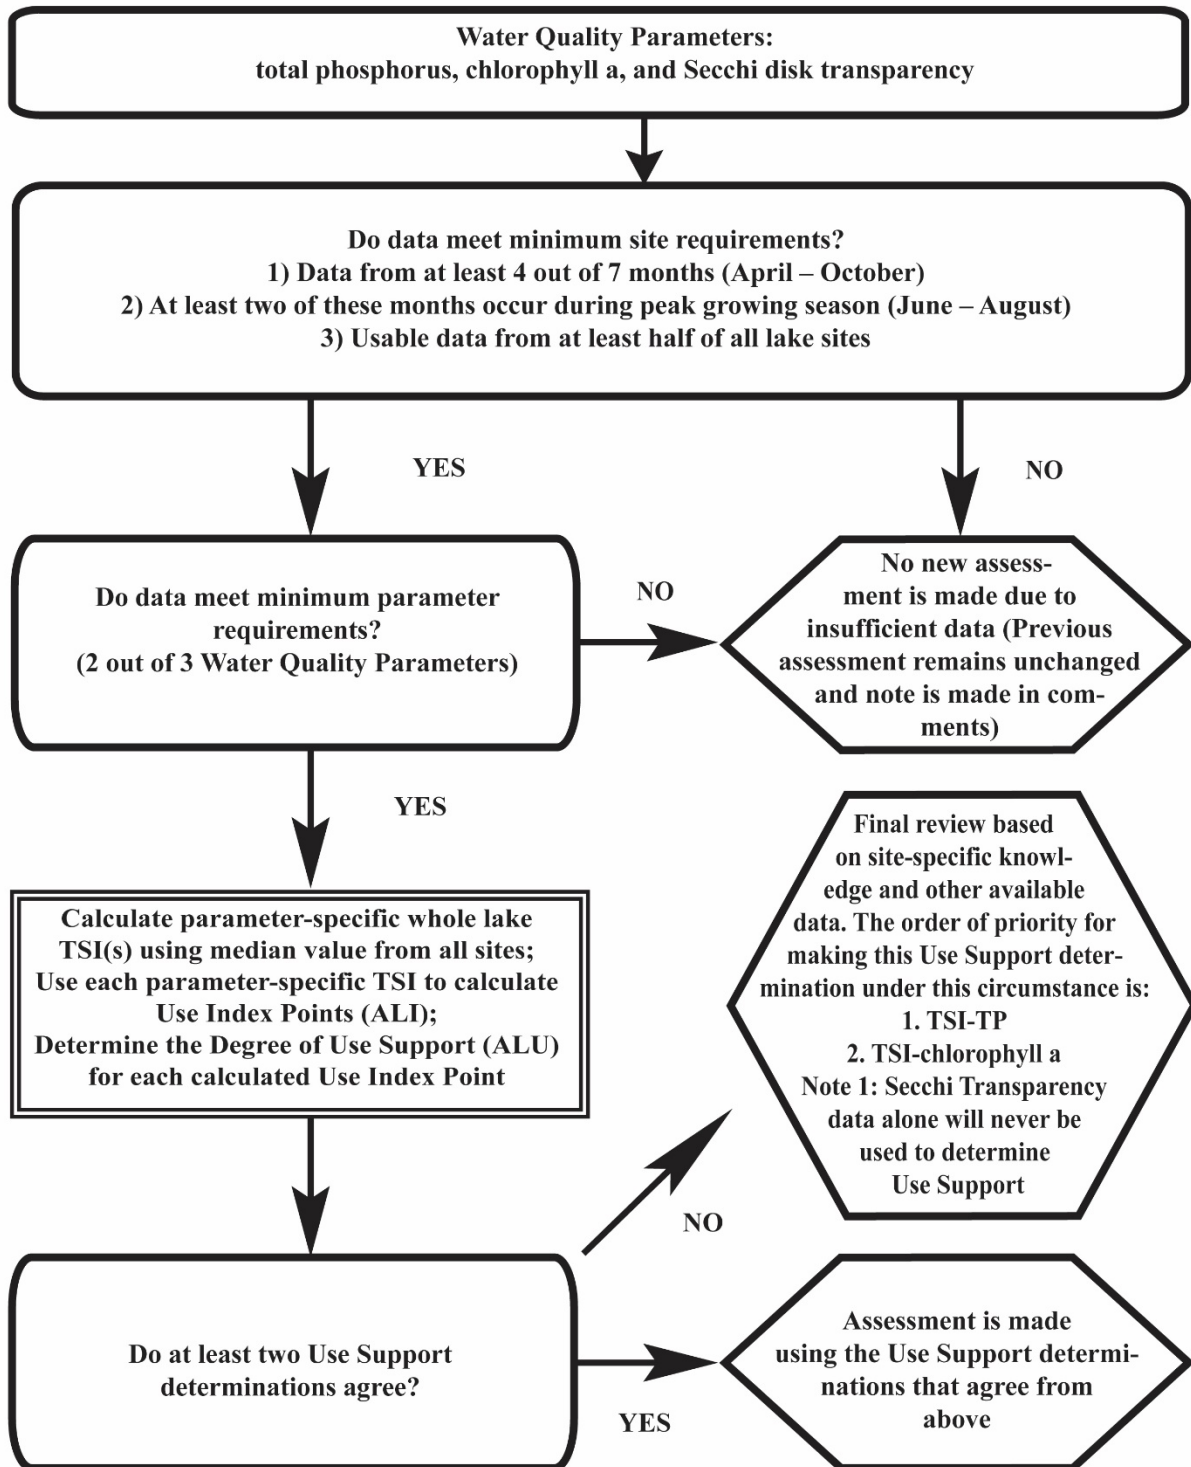 Water Quality Parameters:
total phosphorus, chlorophyll a, and Secchi disk transparency
Do data meet minimum site requirements?
1) Data from at least 4 out of 7 months (April – October)
2) At least two of these months occur during peak growing season (June – August)
3) Usable data from at least half of all lake sites
YES
NO
Do data meet minimum parameter
requirements?
(2 out of 3 Water Quality Parameters)
NO
No new assess-
ment is made due to
insufficient data (Previous
assessment remains unchanged
and note is made in com-
ments)
YES
Calculate parameter-specific whole lake
TSI(s) using median value from all sites;
Use each parameter-specific TSI to calculate
Use Index Points (ALI);
Determine the Degree of Use Support (ALU)
for each calculated Use Index Point
Final review based
on site-specific knowl-
edge and other available
data. The order of priority for
making this Use Support deter-
mination under this circumstance is:
1. TSI-TP
2. TSI-chlorophyll a
Note 1: Secchi Transparency
data alone will never be
used to determine
Use Support
NO
Do at least two Use Support
determinations agree?
YES
Assessment is made
using the Use Support determi-
nations that agree from
above